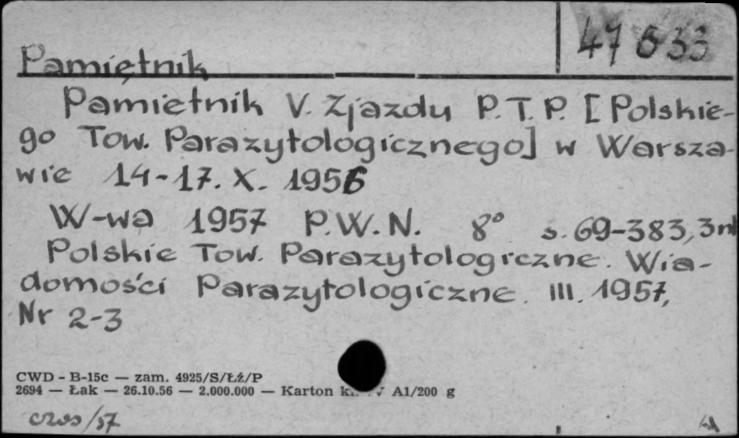 47633
Pamiętnik
Pamiętnik V. Zjazdu P.T.P. [Polskie-
go Tow. Parazytologicznego] w Warsza-
wie 14-17. X. 1956
W-wa 1957 P.W.N. 8° s. 69-383, 3nl
Polskie Tow. Parazytologiczne. Wia-
domości Parazytologiczne. III. 1957,
Nr 2-3
CWD - B-15c — zam. 4925/S/Łź/P
2694 — Łak — 26.10.56 — 2.000.000 — Karton A1/200 g